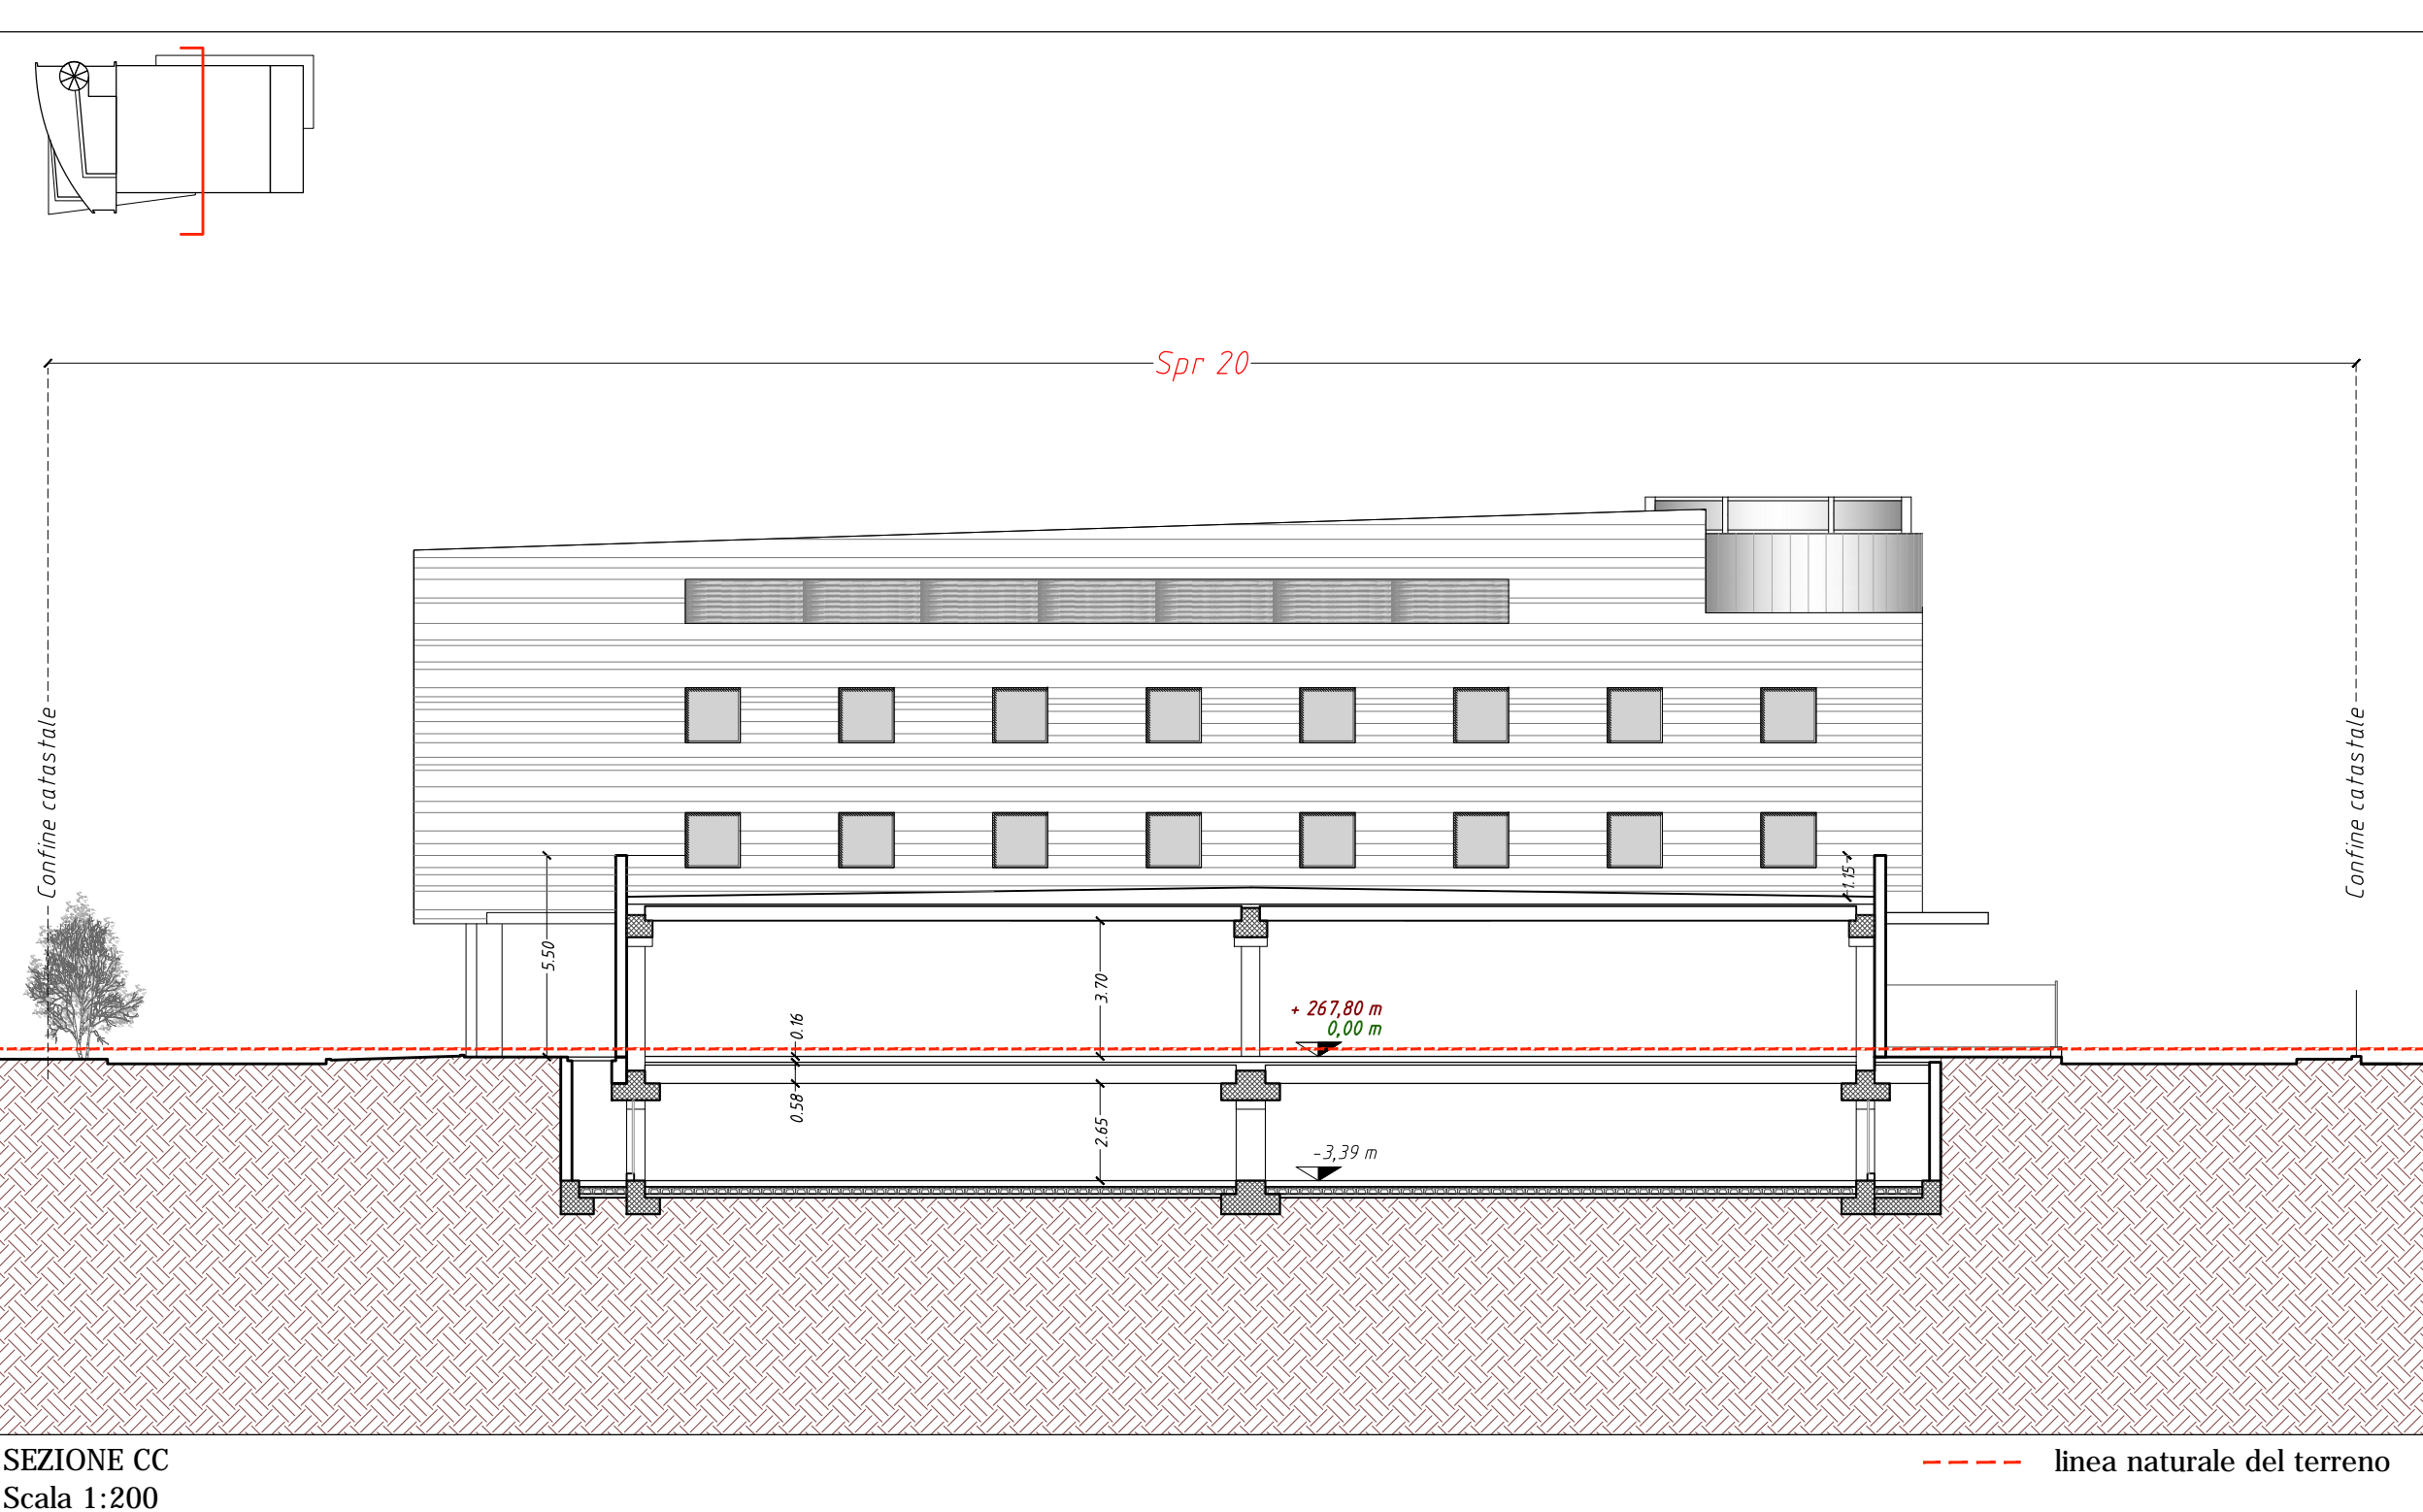 Spr 20
Confine catastale
Confine catastale
5.50
1.15
3.70
0.16
+ 267,80 m
0,00 m
0.58
2.65
-3,39 m
SEZIONE CC
Scala 1:200
linea naturale del terreno